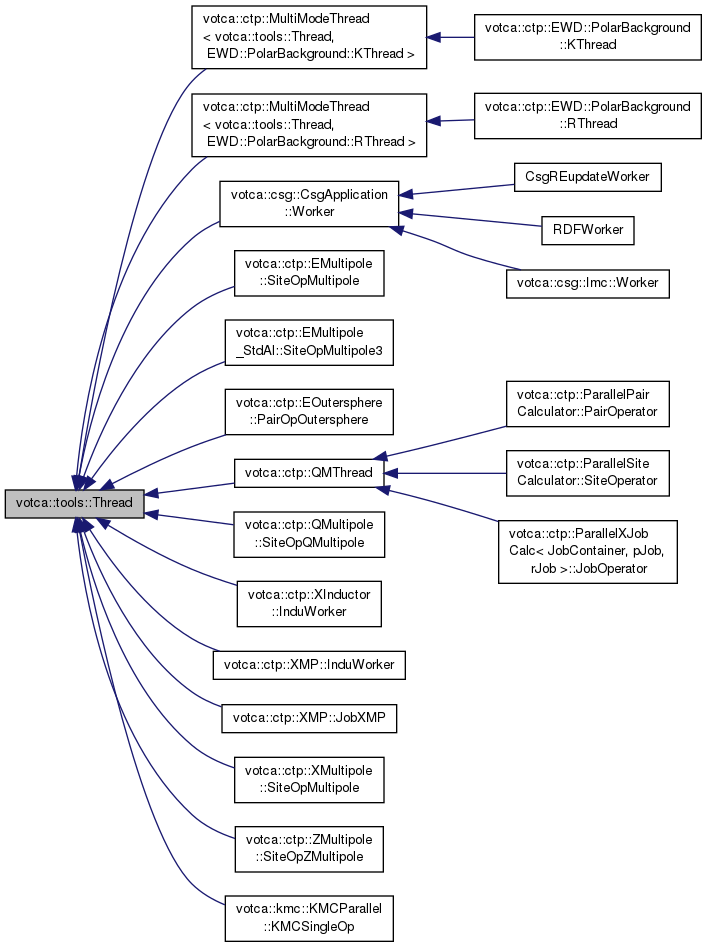 votca::tools::Thread
votca::ctp::MultiModeThread
< votca::tools::Thread,
EWD::PolarBackground::KThread >
votca::ctp::EWD::PolarBackground
::KThread
votca::ctp::MultiModeThread
< votca::tools::Thread,
EWD::PolarBackground::RThread >
votca::ctp::EWD::PolarBackground
::RThread
votca::csg::CsgApplication
::Worker
CsgREupdateWorker
RDFWorker
votca::csg::Imc::Worker
votca::ctp::EMultipole
::SiteOpMultipole
votca::ctp::EMultipole
_StdAl::SiteOpMultipole3
votca::ctp::EOutersphere
::PairOpOutersphere
votca::ctp::QMThread
votca::ctp::ParallelPair
Calculator::PairOperator
votca::ctp::ParallelSite
Calculator::SiteOperator
votca::ctp::ParallelXJob
Calc< JobContainer, pJob,
rJob >::JobOperator
votca::ctp::QMultipole
::SiteOpQMultipole
votca::ctp::XInductor
::InduWorker
votca::ctp::XMP::InduWorker
votca::ctp::XMP::JobXMP
votca::ctp::XMultipole
::SiteOpMultipole
votca::ctp::ZMultipole
::SiteOpZMultipole
votca::kmc::KMCParallel
::KMCSingleOp